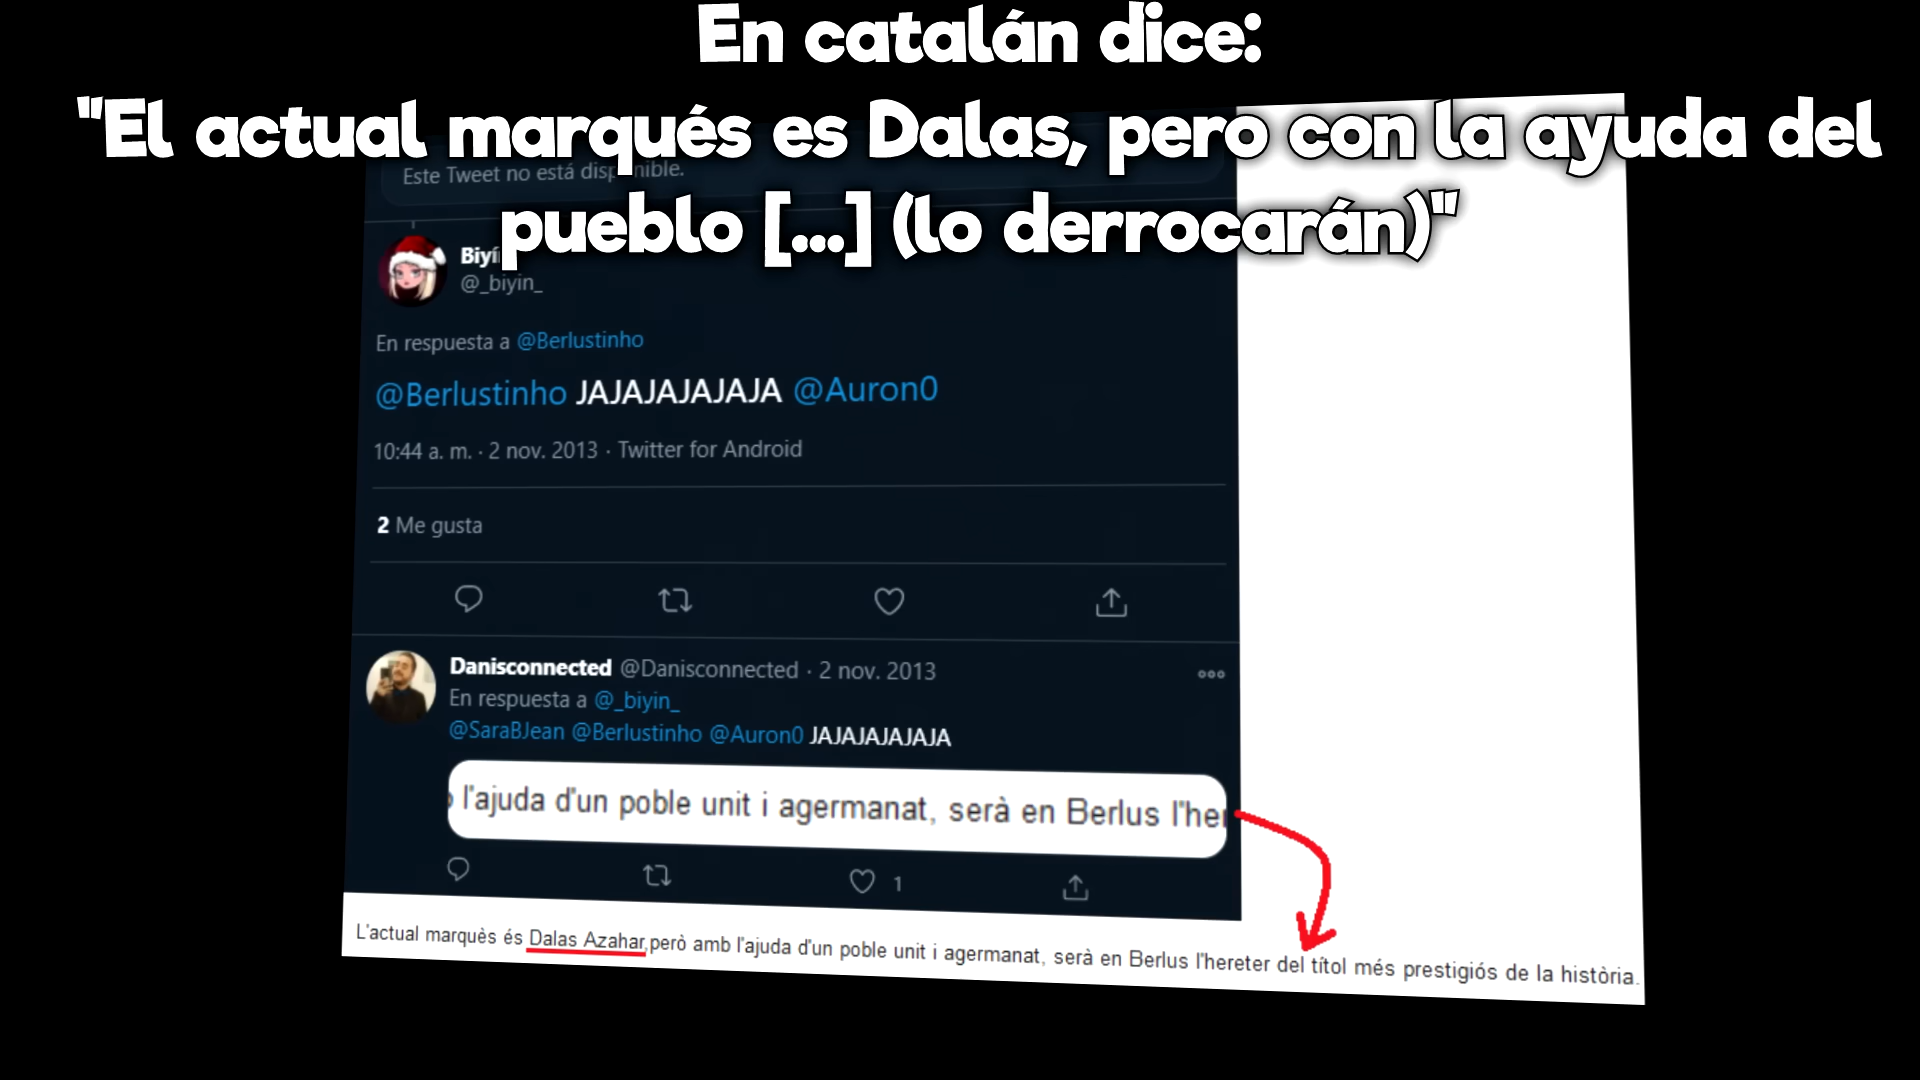 En catalán dice:
"El actual marqués es Dalas, pero con la ayuda del
pueblo [...] (lo derrocarán)"
Este Tweet no está disponible.
@_biyin_
En respuesta a @Berlustinho
@Berlustinho JAJAJAJAJAJA @Auron0
10:44 a. m. · 2 nov. 2013 · Twitter for Android
2 Me gusta
Danisconnected @Danisconnected · 2 nov. 2013
En respuesta a @_biyin_
@SaraBJean @Berlustinho @Auron0 JAJAJAJAJAJA
l'ajuda d'un poble unit i agermanat, serà en Berlus l'her
1
L'actual marquès és Dalas Azahar,però amb l'ajuda d'un poble unit i agermanat, serà en Berlus l'hereter del títol més prestigiós de la història.